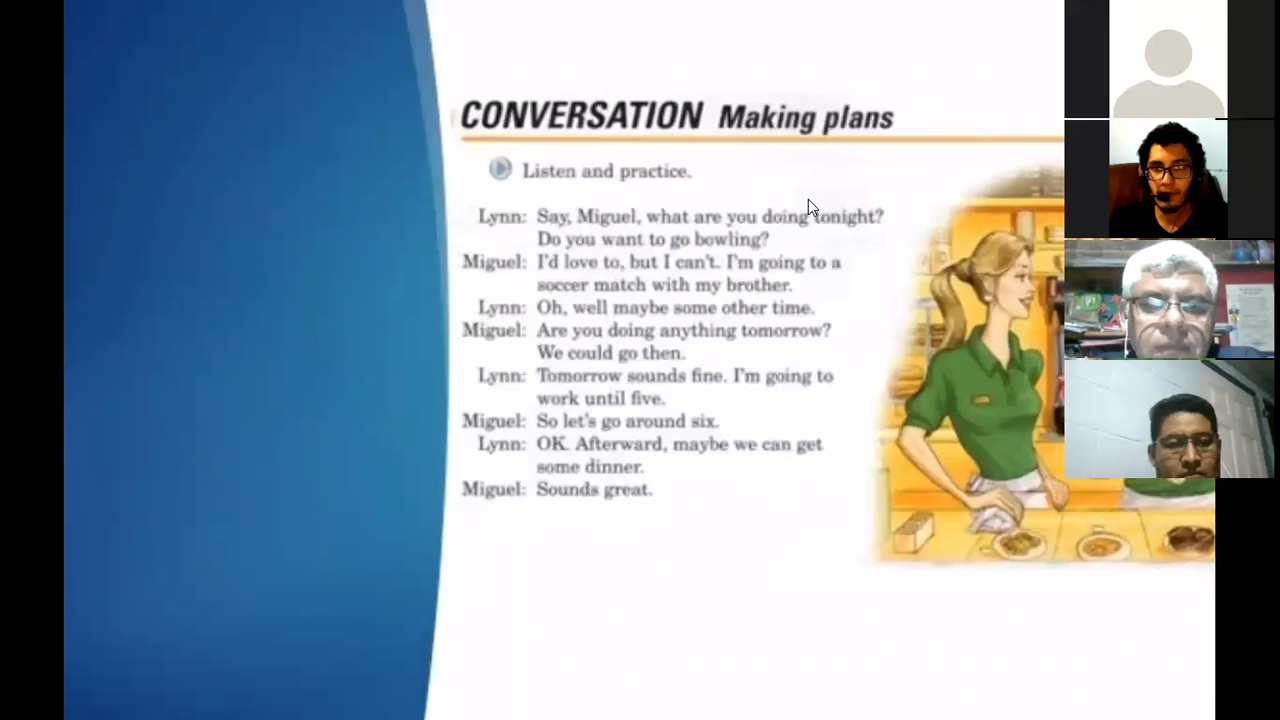 CONVERSATION Making plans
Listen and practice.
Lynn: Say, Miguel, what are you doing tonight?
Do you want to go bowling?
Miguel: I'd love to, but I can't. I'm going to a
soccer match with my brother.
Lynn: Oh, well maybe some other time.
Miguel: Are you doing anything tomorrow?
We could go then.
Lynn: Tomorrow sounds fine. I'm going to
work until five.
Miguel: So let's go around six.
Lynn: OK. Afterward, maybe we can get
some dinner.
Miguel: Sounds great.